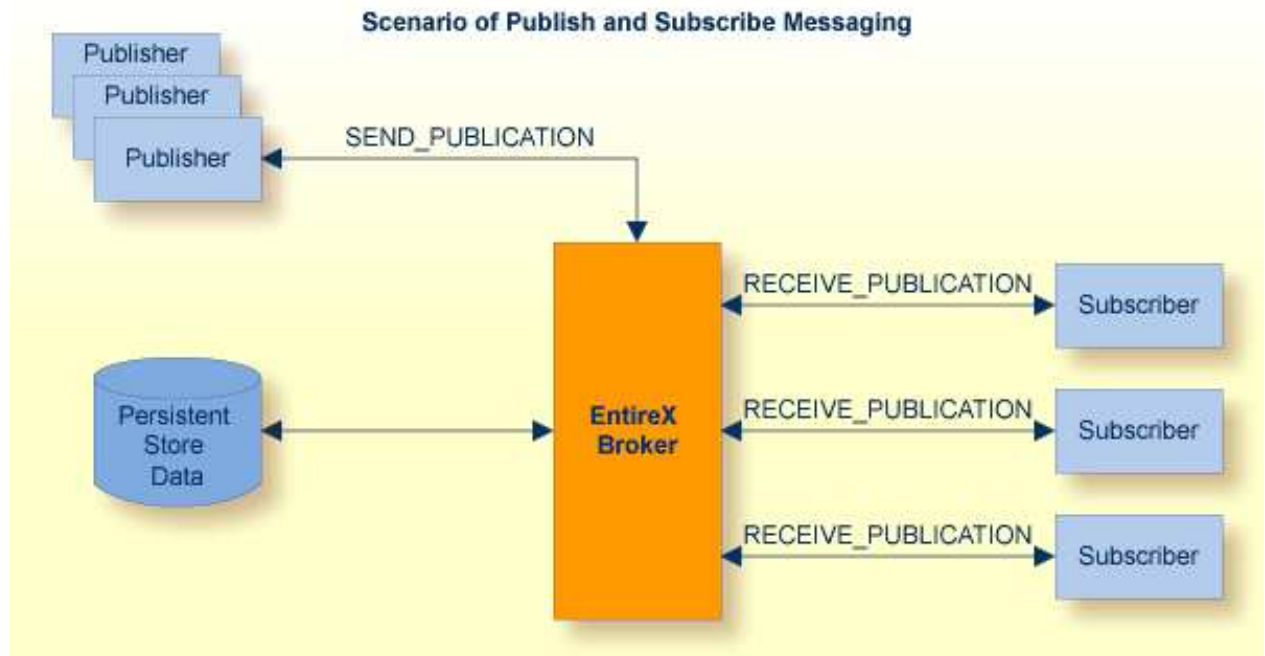 Scenario of Publish and Subscribe Messaging
Publisher
Publisher
Publisher
SEND_PUBLICATION
RECEIVE_PUBLICATION
Subscriber
Persistent
Store
Data
EntireX
Broker
RECEIVE_PUBLICATION
Subscriber
RECEIVE_PUBLICATION
Subscriber